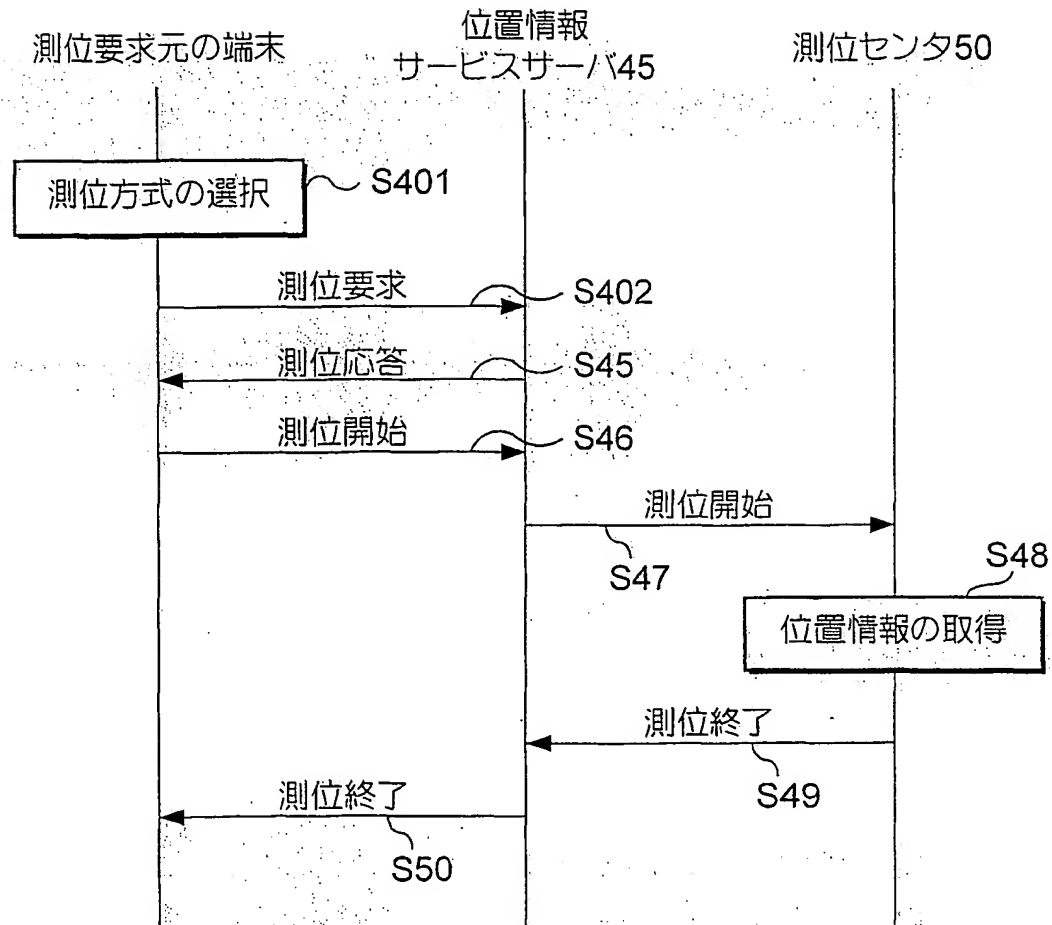 測位要求元の端末
位置情報
サービスサーバ45
測位センタ50
測位方式の選択
S401
測位要求
S402
測位応答
S45
測位開始
S46
測位開始
S47
S48
位置情報の取得
測位終了
S49
測位終了
S50